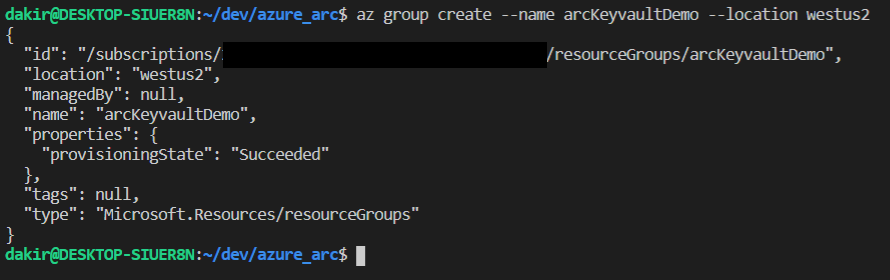 dakir@DESKTOP-SIUER8N:~/dev/azure_arc$ az group create --name arcKeyvaultDemo --location westus2
{
  "id": "/subscriptions/ /resourceGroups/arcKeyvaultDemo",
  "location": "westus2",
  "managedBy": null,
  "name": "arcKeyvaultDemo",
  "properties": {
    "provisioningState": "Succeeded"
  },
  "tags": null,
  "type": "Microsoft.Resources/resourceGroups"
}
dakir@DESKTOP-SIUER8N:~/dev/azure_arc$